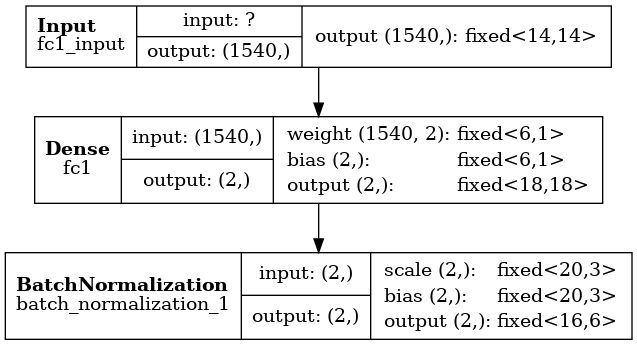 Input
fc1_input
input: ?
output: (1540,)
output (1540,): fixed<14,14>
Dense
fc1
input: (1540,)
output: (2,)
weight (1540, 2): fixed<6,1>
bias (2,): fixed<6,1>
output (2,): fixed<18,18>
BatchNormalization
batch_normalization_1
input: (2,)
output: (2,)
scale (2,): fixed<20,3>
bias (2,): fixed<20,3>
output (2,): fixed<16,6>